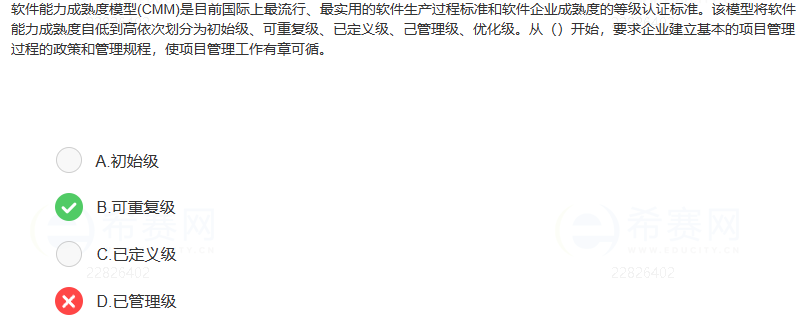 软件能力成熟度模型(CMM)是目前国际上最流行、最实用的软件生产过程标准和软件企业成熟度的等级认证标准。该模型将软件
能力成熟度自低到高依次划分为初始级、可重复级、已定义级、己管理级、优化级。从（）开始，要求企业建立基本的项目管理
过程的政策和管理规程，使项目管理工作有章可循。
A.初始级
B.可重复级
C.已定义级
D.已管理级
希赛网
WWW.EDUCITY.CN
22826402
希赛网
WWW.EDUCITY.CN
22826402